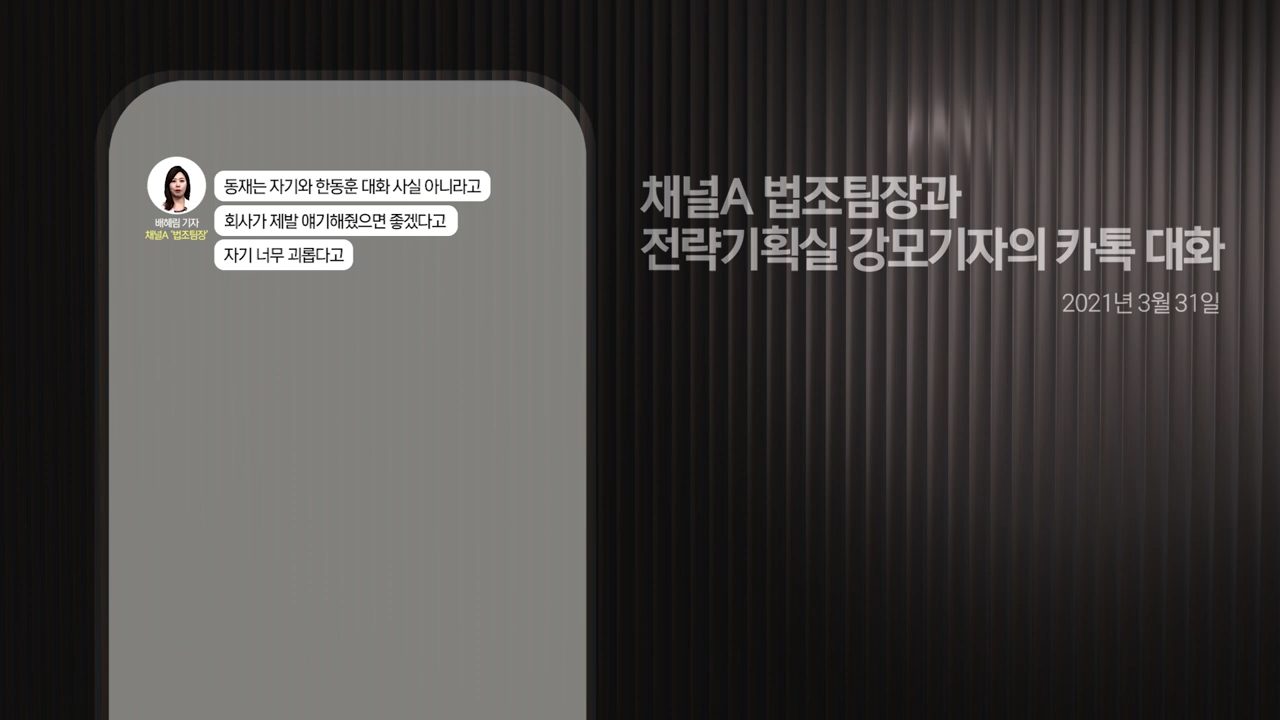 동재는 자기와 한동훈 대화 사실 아니라고
회사가 제발 얘기해줬으면 좋겠다고
자기 너무 괴롭다고
배혜림 기자
채널A '법조팀장'
채널A 법조팀장과
전략기획실 강모기자의 카톡 대화
2021년 3월 31일